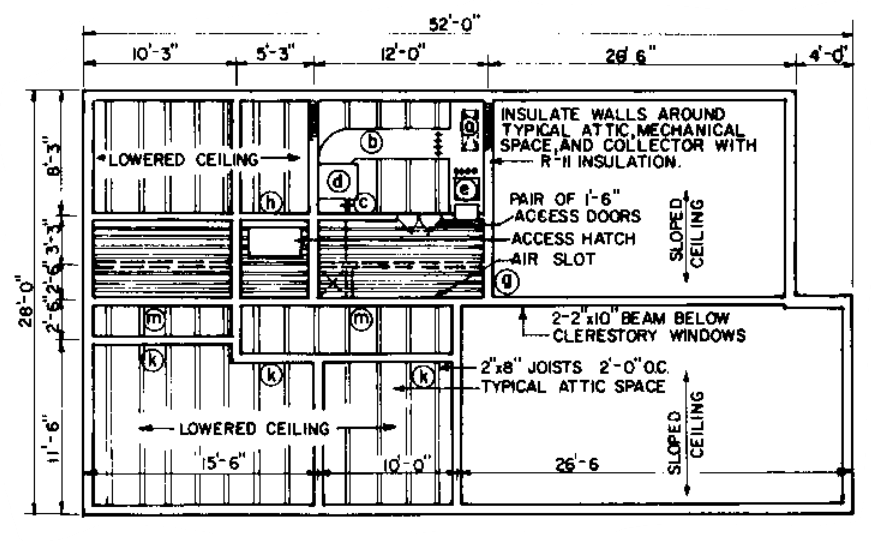 52'-0"
10'-3" 5'-3" 12'-0" 20'6" 4'-0"
INSULATE WALLS AROUND
TYPICAL ATTIC, MECHANICAL
SPACE, AND COLLECTOR WITH
R-11 INSULATION.
b
LOWERED CEILING
d
e
h
c
PAIR OF 1'-6"
ACCESS DOORS
ACCESS HATCH
AIR SLOT
SLOPED
CEILING
g
8'-3"
3'-3"
2'-6"
2'-6"
11'-6"
28'-0"
m
m
2-2"x10" BEAM BELOW
CLERESTORY WINDOWS
k
k
k
2"x8" JOISTS 2'-0" O.C.
TYPICAL ATTIC SPACE
LOWERED CEILING
SLOPED
CEILING
15'-6" 10'-0" 26'-6